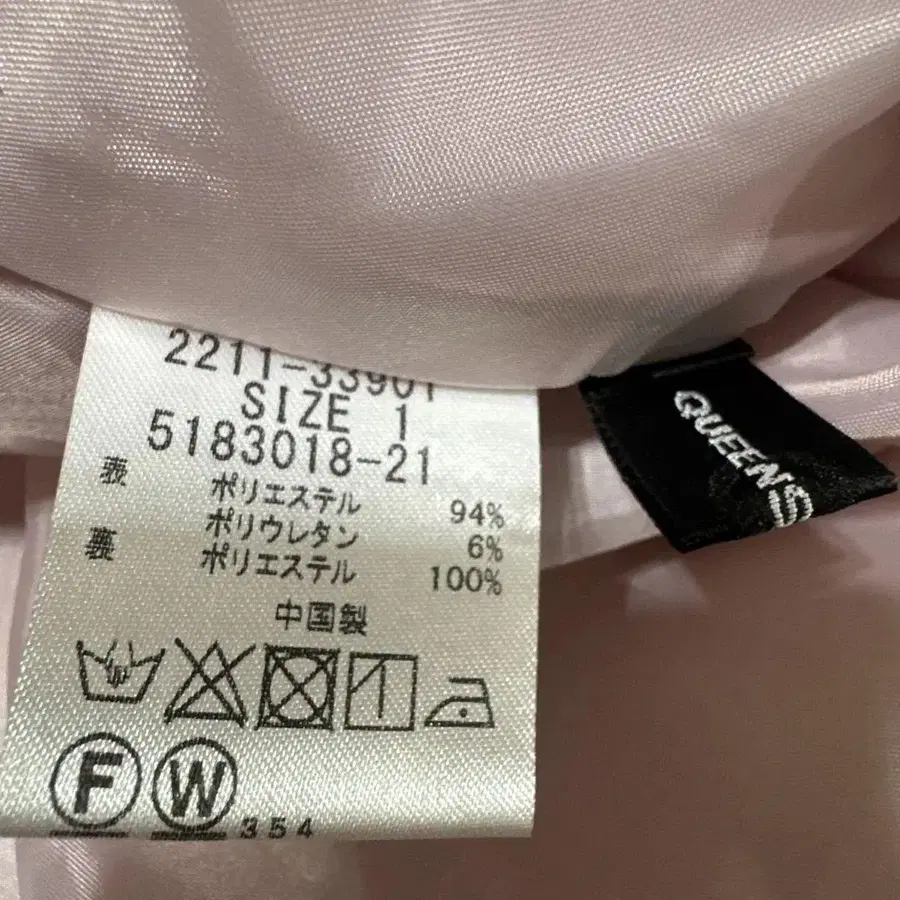 2211-33901
SIZE 1
5183018-21
表 ポリエステル 94%
ポリウレタン 6%
裏 ポリエステル 100%
中国製
F W
354
QUEENS